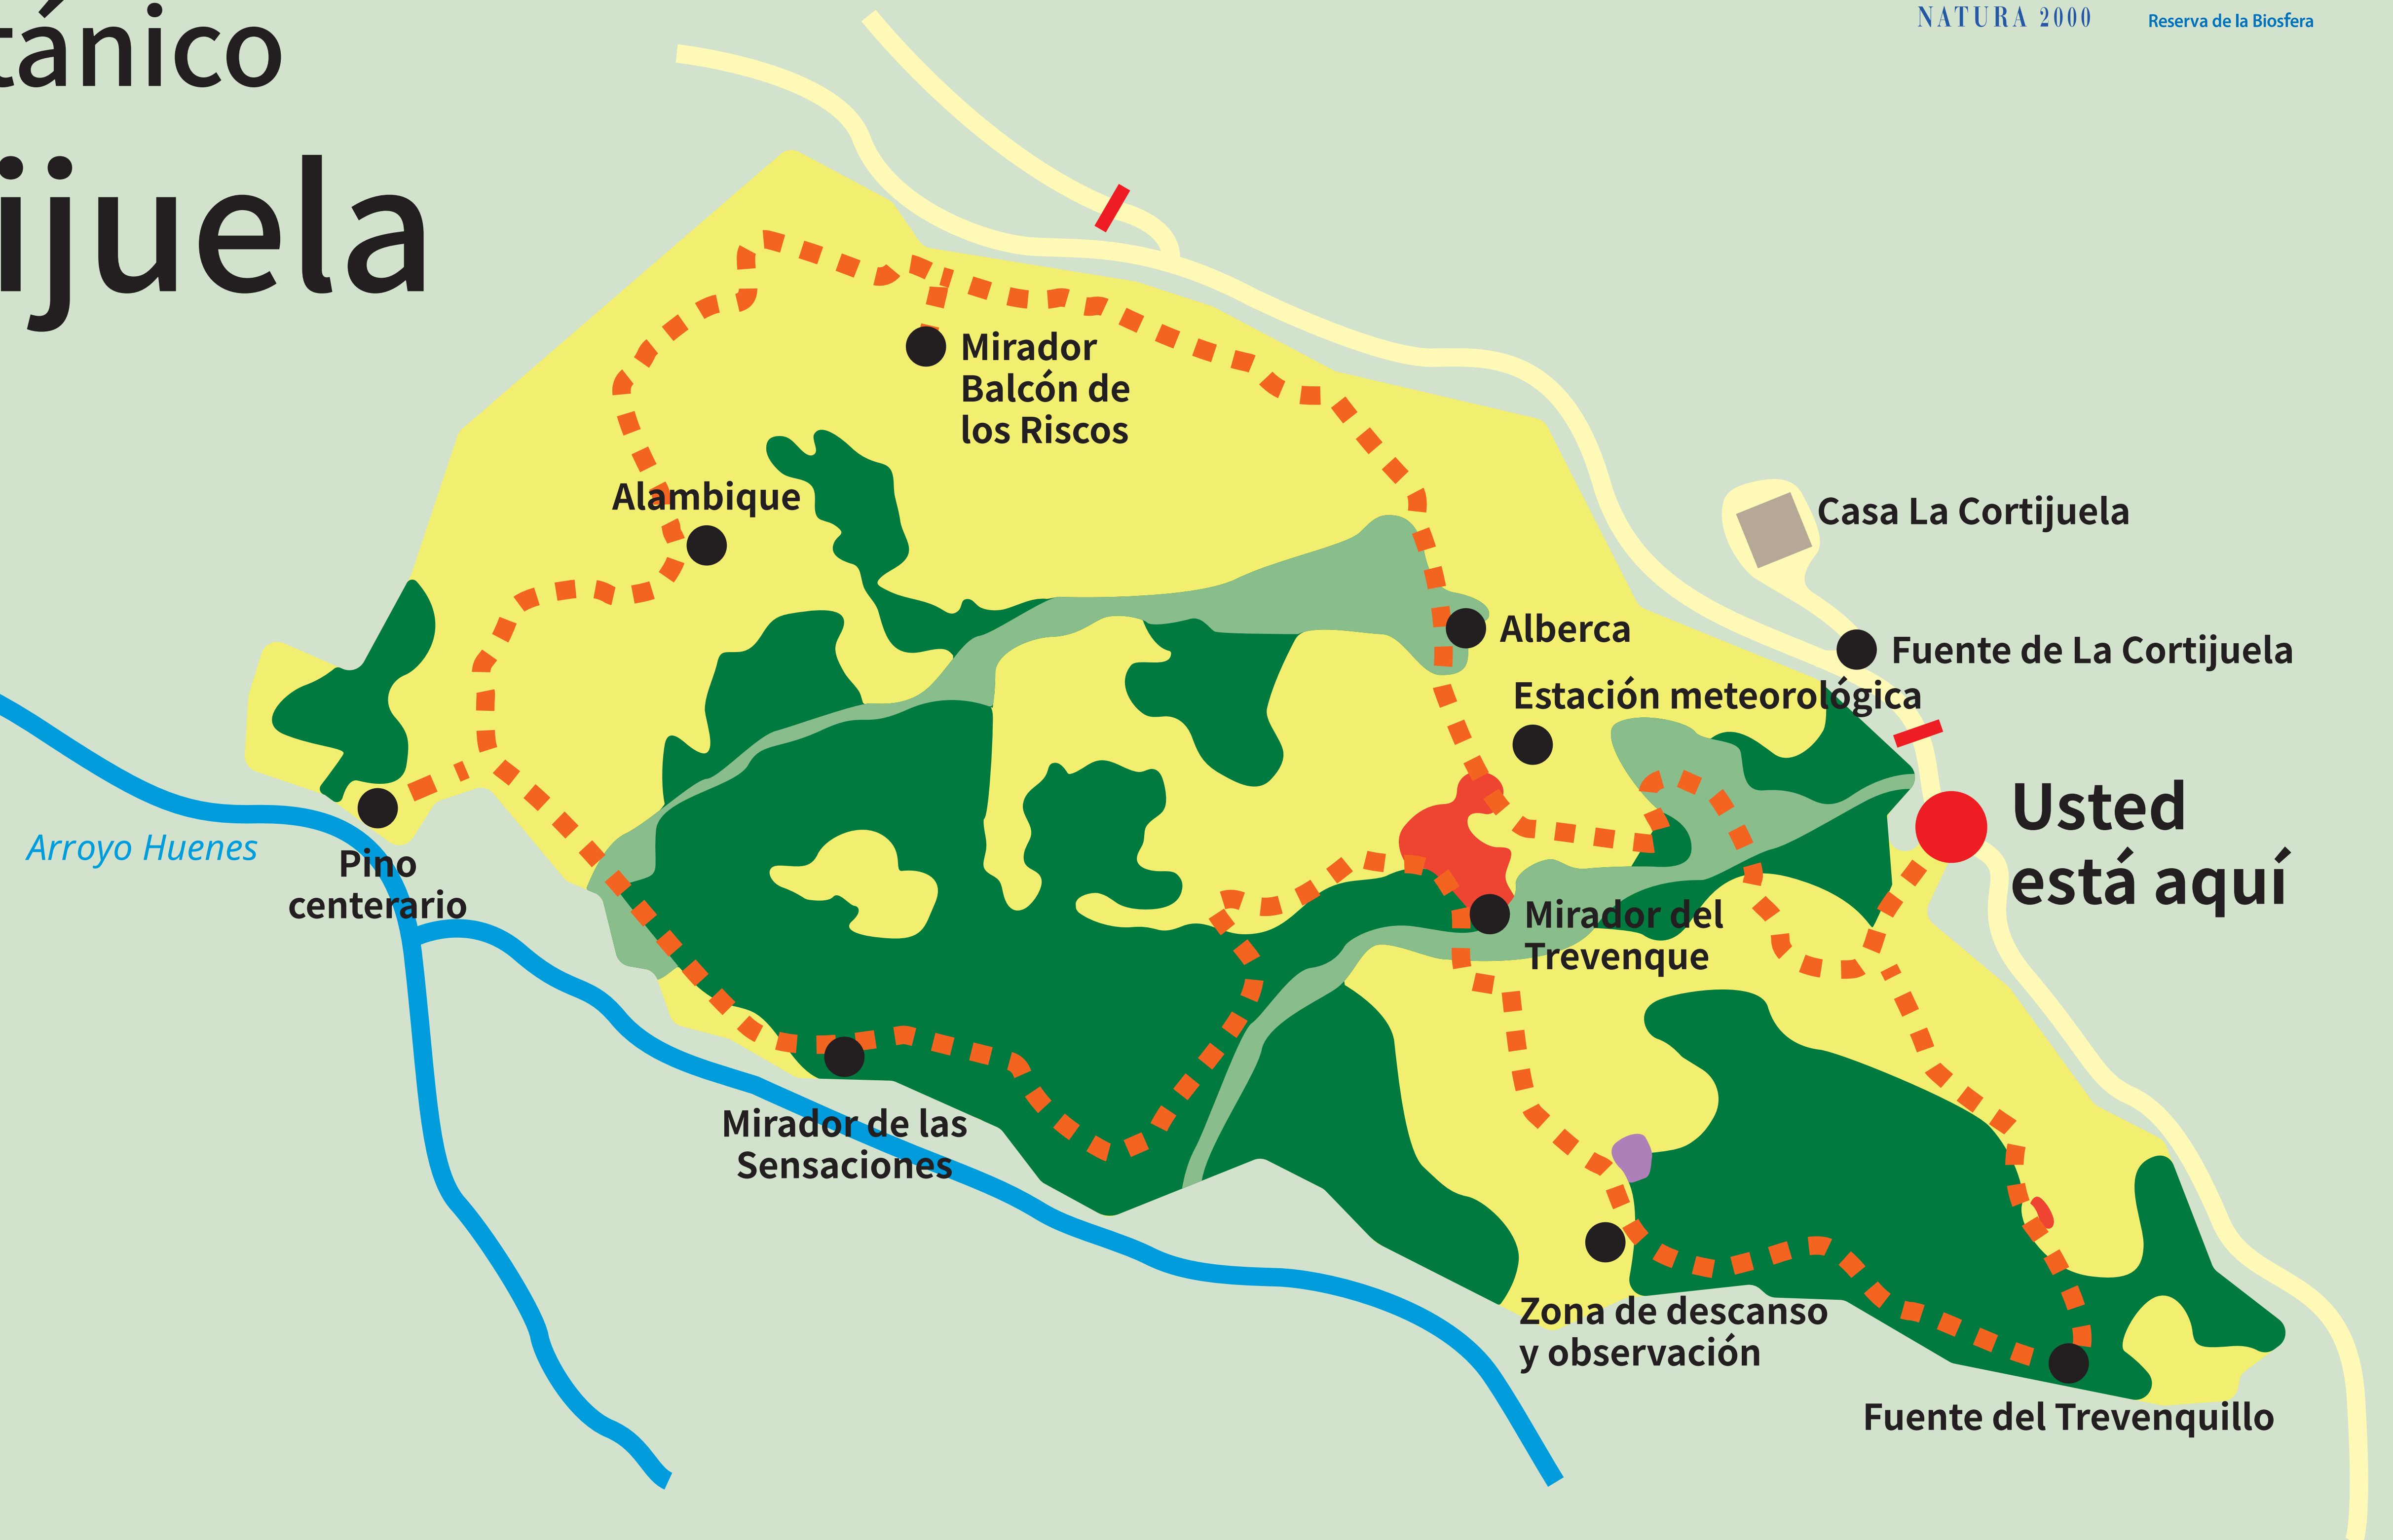 NATURA 2000
Reserva de la Biosfera
tánico
ijuela
Mirador
Balcón de
los Riscos
Alambique
Casa La Cortijuela
Alberca
Fuente de La Cortijuela
Estación meteorológica
Usted
está aquí
Arroyo Huenes
Pino
centerario
Mirador del
Trevenque
Mirador de las
Sensaciones
Zona de descanso
y observación
Fuente del Trevenquillo